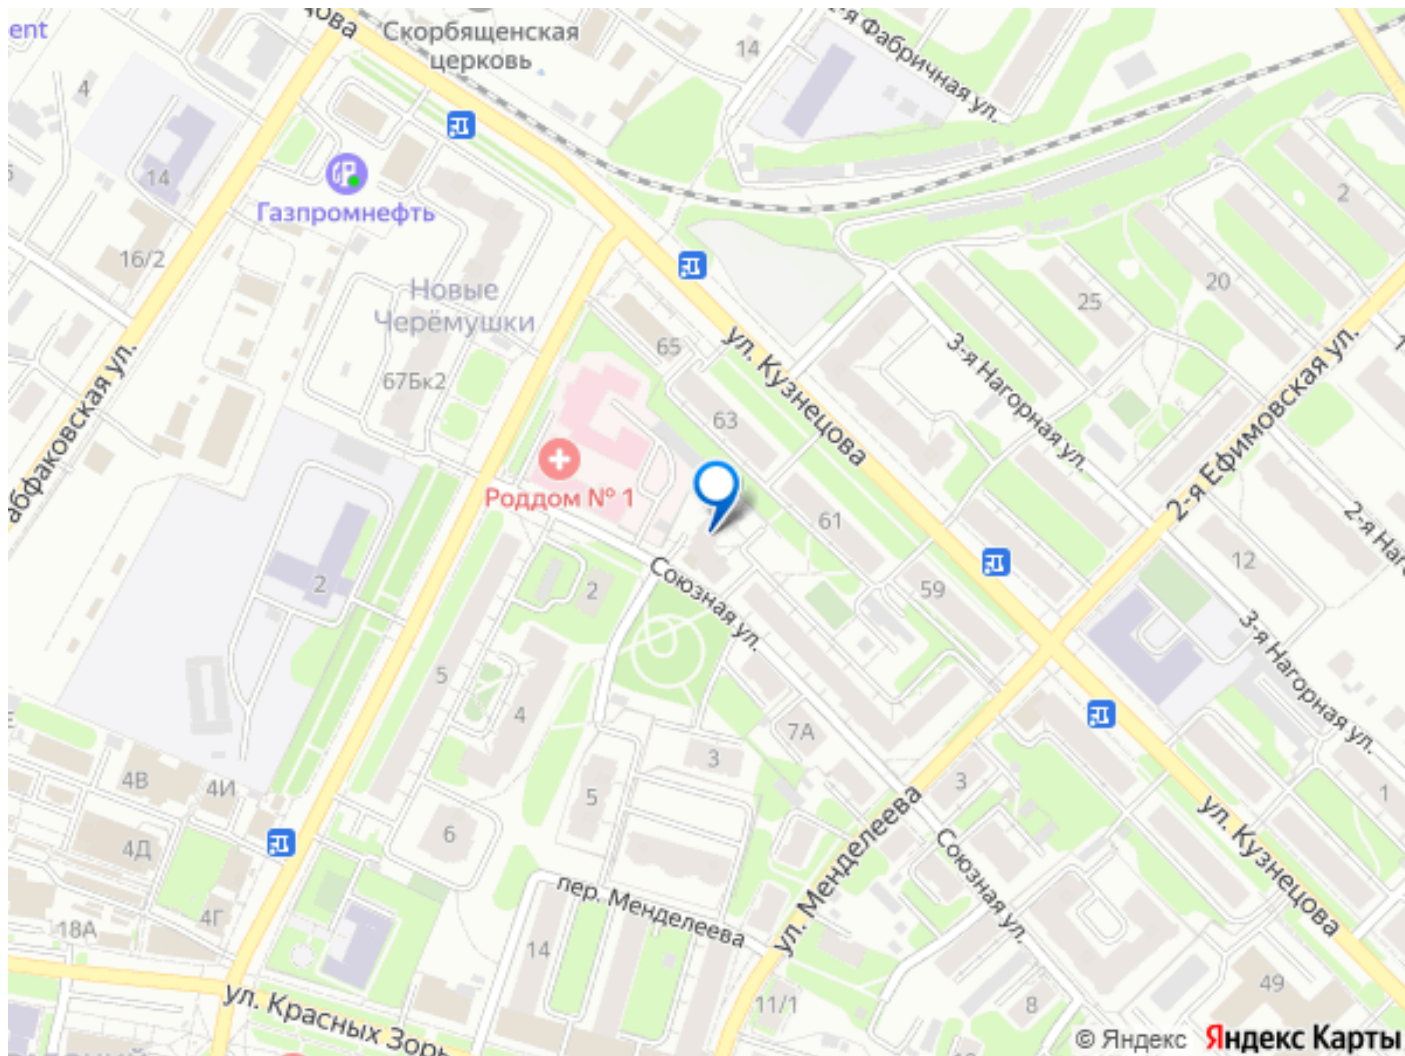 ent
Скорбященская
церковь
14
2-я Фабричная ул.
4
14
Газпромнефть
16/2
2
20
25
Новые
Черёмушки
65
67Бк2
ул. Кузнецова
3-я Нагорная ул.
2-я Ефимовская ул.
63
Роддом № 1
61
2
2
59
12
Союзная ул.
3-я Нагорная ул.
5
4
7А
3
3
4В
4И
5
1
6
4Д
ул. Менделеева
ул. Кузнецова
Союзная ул.
пер. Менделеева
4Г
18А
14
11/1
8
49
ул. Красных Зорь
© Яндекс Яндекс Карты